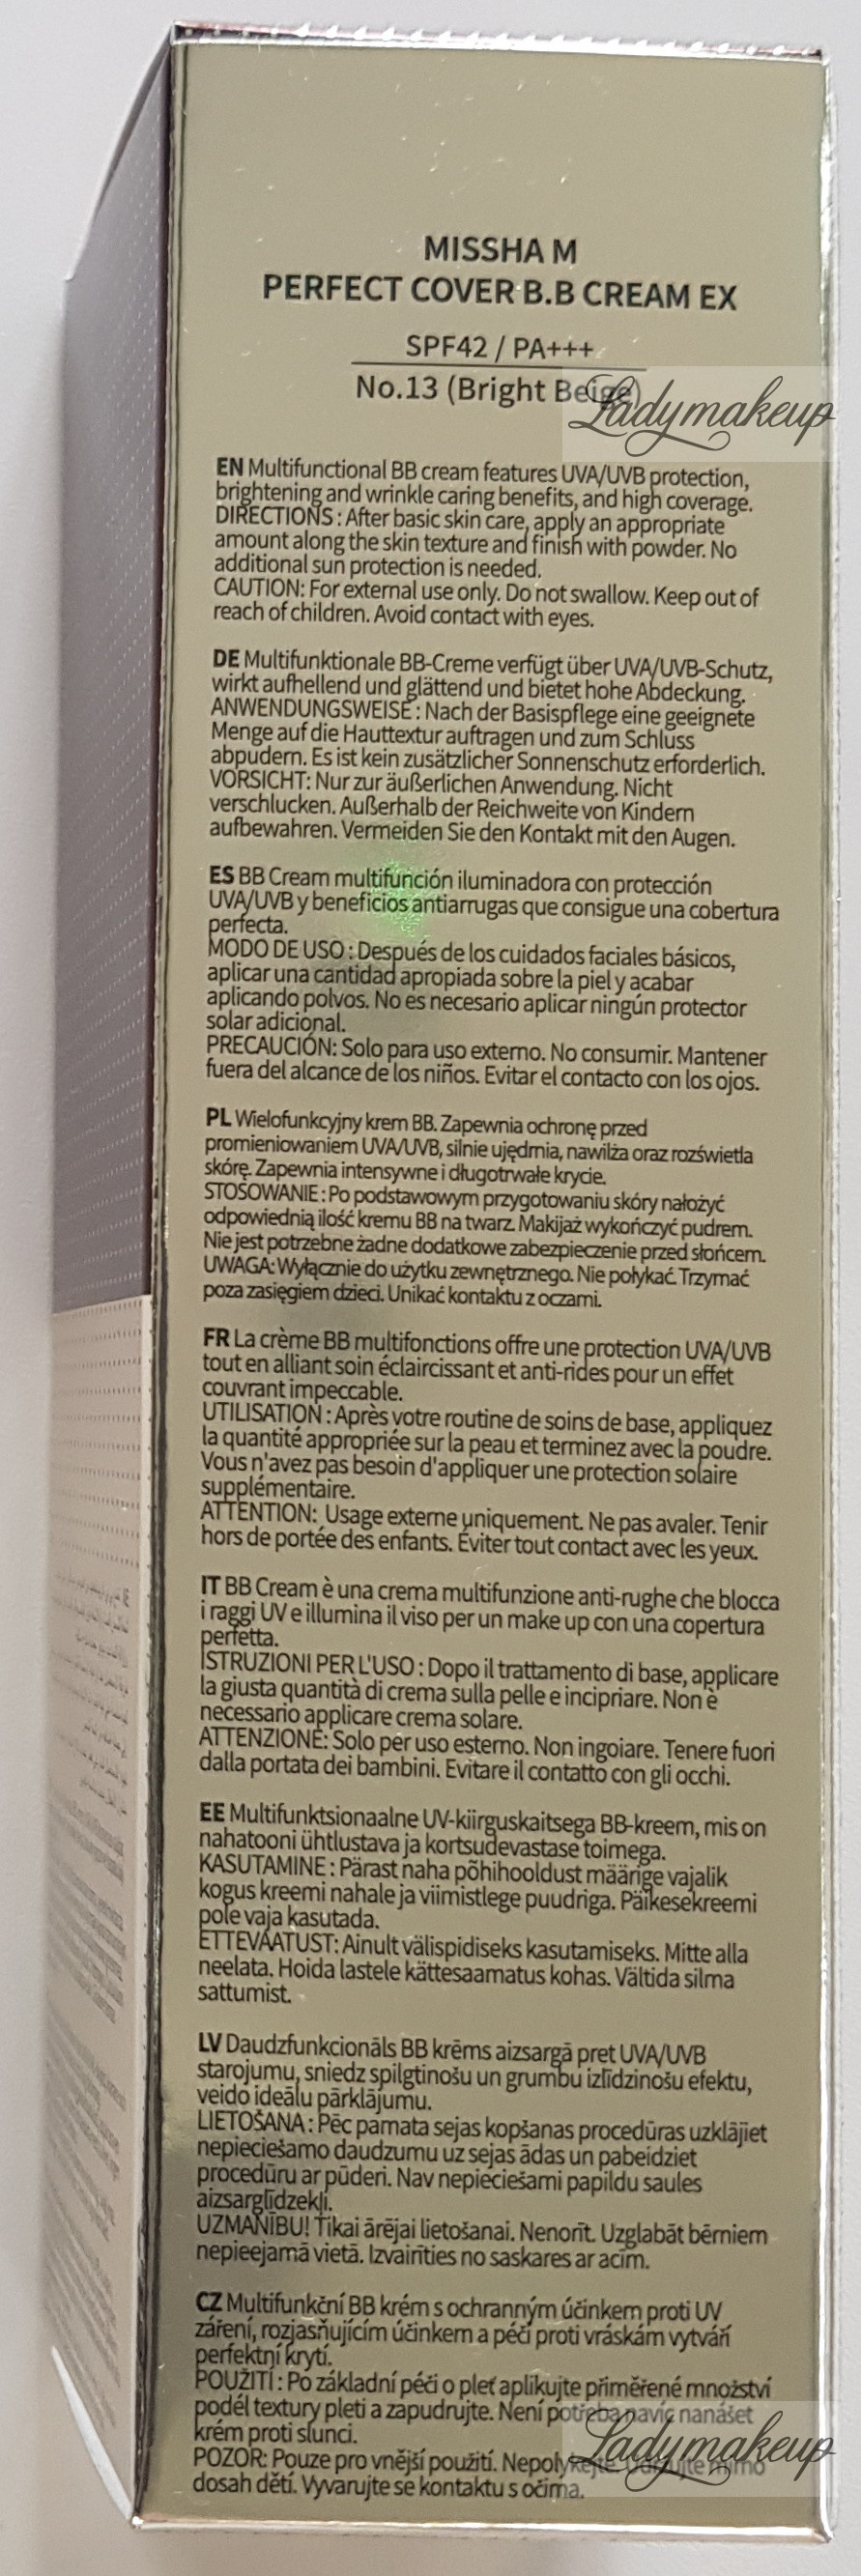 MISSHA M
PERFECT COVER B.B CREAM EX
SPF42 / PA+++
No.13 (Bright Beige)
Ladymakeup
EN Multifunctional BB cream features UVA/UVB protection,
brightening and wrinkle caring benefits, and high coverage.
DIRECTIONS : After basic skin care, apply an appropriate
amount along the skin texture and finish with powder. No
additional sun protection is needed.
CAUTION: For external use only. Do not swallow. Keep out of
reach of children. Avoid contact with eyes.
DE Multifunktionale BB-Creme verfügt über UVA/UVB-Schutz,
wirkt aufhellend und glättend und bietet hohe Abdeckung.
ANWENDUNGSWEISE : Nach der Basispflege eine geeignete
Menge auf die Hauttextur auftragen und zum Schluss
abpudern. Es ist kein zusätzlicher Sonnenschutz erforderlich.
VORSICHT: Nur zur äußerlichen Anwendung. Nicht
verschlucken. Außerhalb der Reichweite von Kindern
aufbewahren. Vermeiden Sie den Kontakt mit den Augen.
ES BB Cream multifunción iluminadora con protección
UVA/UVB y beneficios antiarrugas que consigue una cobertura
perfecta.
MODO DE USO : Después de los cuidados faciales básicos,
aplicar una cantidad apropiada sobre la piel y acabar
aplicando polvos. No es necesario aplicar ningún protector
solar adicional.
PRECAUCIÓN: Solo para uso externo. No consumir. Mantener
fuera del alcance de los niños. Evitar el contacto con los ojos.
PL Wielofunkcyjny krem BB. Zapewnia ochronę przed
promieniowaniem UVA/UVB, silnie ujędrnia, nawilża oraz rozświetla
skórę. Zapewnia intensywne i długotrwałe krycie.
STOSOWANIE : Po podstawowym przygotowaniu skóry nałożyć
odpowiednią ilość kremu BB na twarz. Makijaż wykończyć pudrem.
Nie jest potrzebne żadne dodatkowe zabezpieczenie przed słońcem.
UWAGA: Wyłącznie do użytku zewnętrznego. Nie połykać. Trzymać
poza zasięgiem dzieci. Unikać kontaktu z oczami.
FR La crème BB multifonctions offre une protection UVA/UVB
tout en alliant soin éclaircissant et anti-rides pour un effet
couvrant impeccable.
UTILISATION : Après votre routine de soins de base, appliquez
la quantité appropriée sur la peau et terminez avec la poudre.
Vous n'avez pas besoin d'appliquer une protection solaire
supplémentaire.
ATTENTION: Usage externe uniquement. Ne pas avaler. Tenir
hors de portée des enfants. Éviter tout contact avec les yeux.
IT BB Cream è una crema multifunzione anti-rughe che blocca
i raggi UV e illumina il viso per un make up con una copertura
perfetta.
ISTRUZIONI PER L'USO : Dopo il trattamento di base, applicare
la giusta quantità di crema sulla pelle e incipriare. Non è
necessario applicare crema solare.
ATTENZIONE: Solo per uso esterno. Non ingoiare. Tenere fuori
dalla portata dei bambini. Evitare il contatto con gli occhi.
EE Multifunktsionaalne UV-kiirguskaitsega BB-kreem, mis on
nahatooni ühtlustava ja kortsudevastase toimega.
KASUTAMINE : Pärast naha põhihooldust määrige vajalik
kogus kreemi nahale ja viimistlege puudriga. Päikesekreemi
pole vaja kasutada.
ETTEVAATUST: Ainult välispidiseks kasutamiseks. Mitte alla
neelata. Hoida lastele kättesaamatus kohas. Vältida silma
sattumist.
LV Daudzfunkcionāls BB krēms aizsargā pret UVA/UVB
starojumu, sniedz spilgtinošu un grumbu izlīdzinošu efektu,
veido ideālu pārklājumu.
LIETOŠANA : Pēc pamata sejas kopšanas procedūras uzklājiet
nepieciešamo daudzumu uz sejas ādas un pabeidziet
procedūru ar pūderi. Nav nepieciešami papildu saules
aizsarglīdzekļi.
UZMANĪBU! Tikai ārējai lietošanai. Nenorīt. Uzglabāt bērniem
nepieejamā vietā. Izvairīties no saskares ar acīm.
CZ Multifunkční BB krém s ochranným účinkem proti UV
záření, rozjasňujícím účinkem a péčí proti vráskám vytváří
perfektní krytí.
POUŽITÍ : Po základní péči o pleť aplikujte přiměřené množství
podél textury pleti a zapudrujte. Není potřeba navíc nanášet
krém proti slunci.
POZOR: Pouze pro vnější použití. Nepolykejte. Udržujte mimo
dosah dětí. Vyvarujte se kontaktu s očima.
Ladymakeup